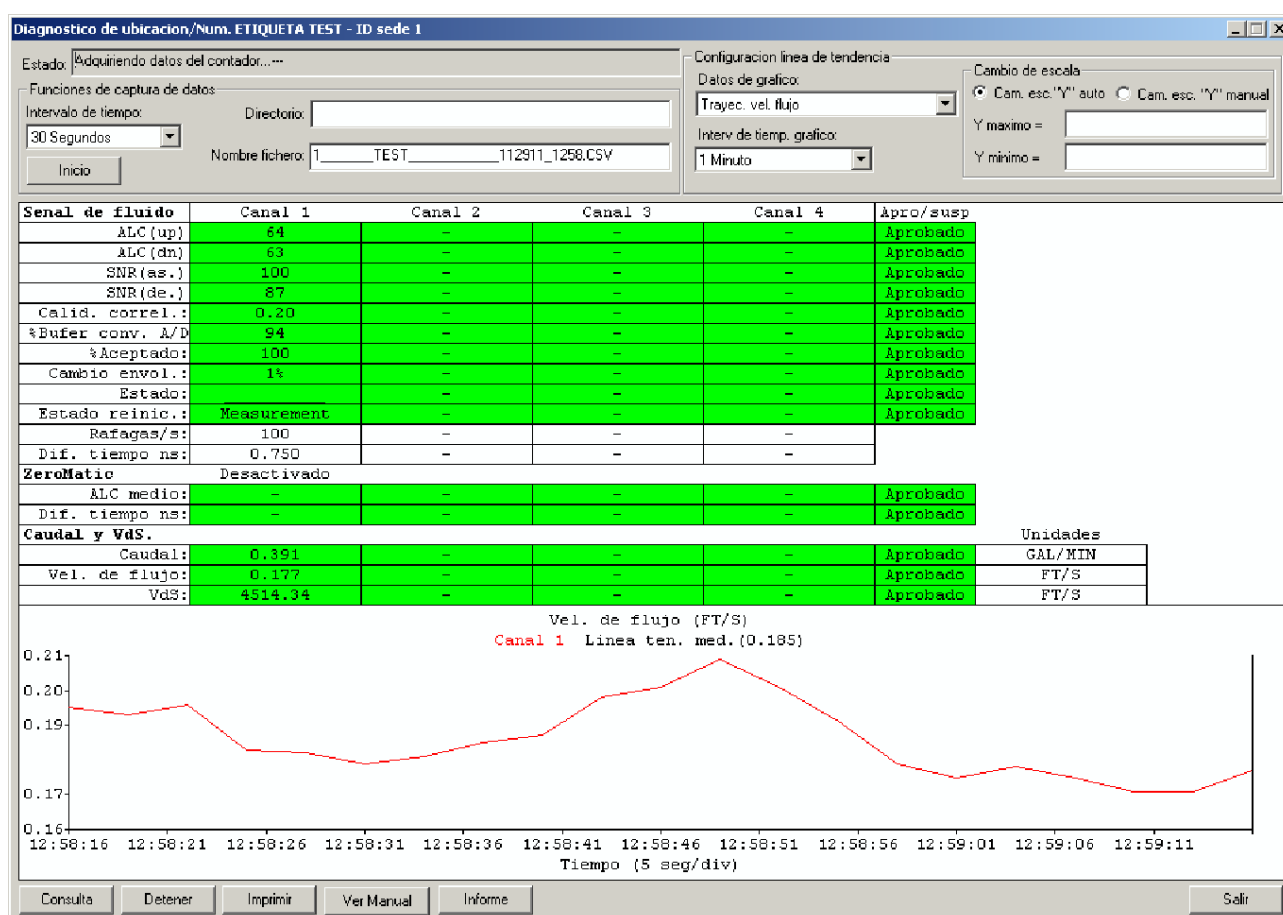 Diagnostico de ubicacion/Num. ETIQUETA TEST - ID sede 1
Estado: Adquiriendo datos del contador...---
Funciones de captura de datos
Intervalo de tiempo:
30 Segundos
Inicio
Directorio:
Nombre fichero: 1______TEST__________112911_1258.CSV
Configuracion linea de tendencia
Datos de grafico:
Trayec. vel. flujo
Interv de tiemp. grafico:
1 Minuto
Cambio de escala
Cam. esc."Y" auto Cam. esc. "Y" manual
Y maximo =
Y minimo =
Senal de fluido Canal 1 Canal 2 Canal 3 Canal 4 Apro/susp
ALC(up) 64 - - - Aprobado
ALC(dn) 63 - - - Aprobado
SNR(as.) 100 - - - Aprobado
SNR(de.) 87 - - - Aprobado
Calid. correl.: 0.20 - - - Aprobado
%Bufer conv. A/D 94 - - - Aprobado
%Aceptado: 100 - - - Aprobado
Cambio envol.: 1% - - - Aprobado
Estado: __________ - - - Aprobado
Estado reinic.: Measurement - - - Aprobado
Rafagas/s: 100 - - -
Dif. tiempo ns: 0.750 - - -
ZeroMatic Desactivado
ALC medio: - - - - Aprobado
Dif. tiempo ns: - - - - Aprobado
Caudal y VdS. Unidades
Caudal: 0.391 - - - Aprobado GAL/MIN
Vel. de flujo: 0.177 - - - Aprobado FT/S
VdS: 4514.34 - - - Aprobado FT/S
Vel. de flujo (FT/S)
Canal 1 Linea ten. med.(0.185)
0.21
0.20
0.19
0.17
0.16
12:58:16 12:58:21 12:58:26 12:58:31 12:58:36 12:58:41 12:58:46 12:58:51 12:58:56 12:59:01 12:59:06 12:59:11
Tiempo (5 seg/div)
Consulta Detener Imprimir Ver Manual Informe Salir